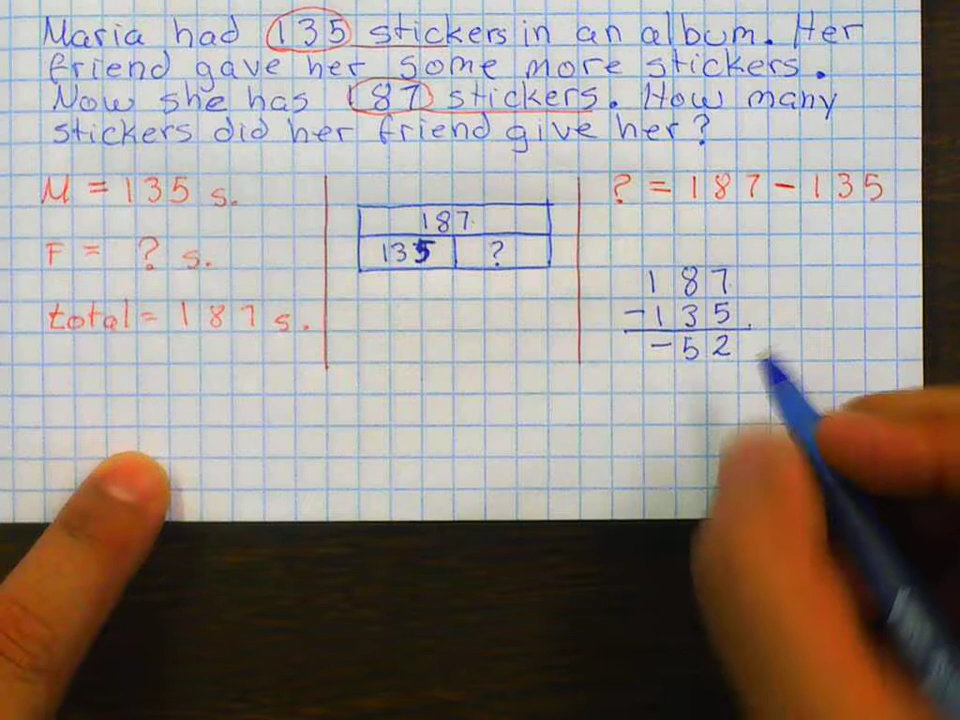 Maria had 135 stickers in an album. Her
friend gave her some more stickers.
Now she has 187 stickers. How many
stickers did her friend give her?
M = 135 s.
F = ? s.
total = 187 s.
187
135 ?
? = 187 - 135
187
-135
-52